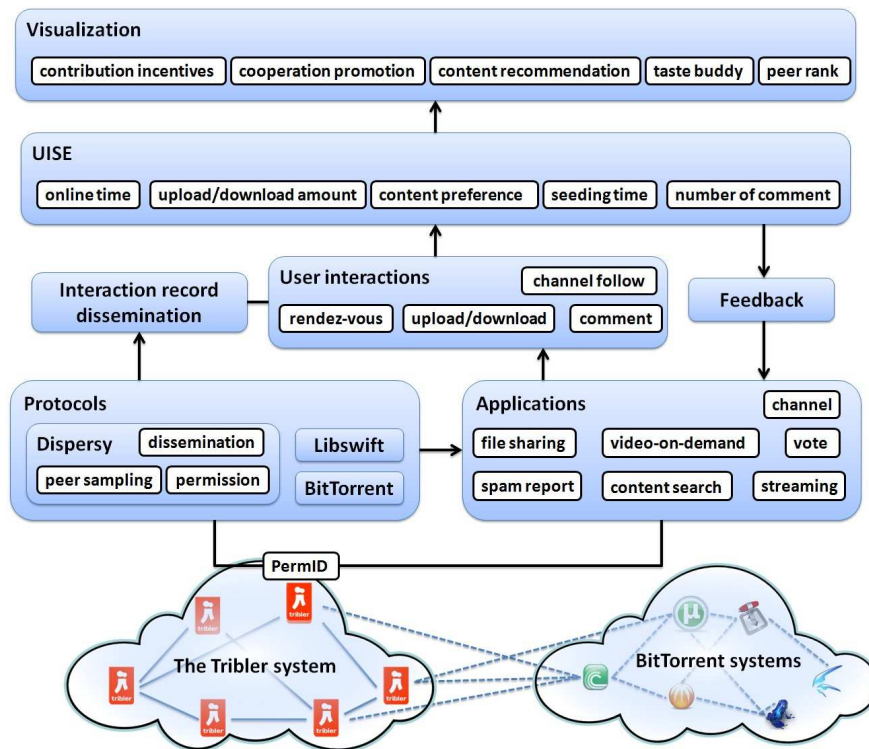 Visualization
contribution incentives
cooperation promotion
content recommendation
taste buddy
peer rank
UISE
online time
upload/download amount
content preference
seeding time
number of comment
Interaction record
dissemination
User interactions
channel follow
rendez-vous
upload/download
comment
Feedback
Protocols
Dispersy
dissemination
peer sampling
permission
Libswift
BitTorrent
Applications
channel
file sharing
video-on-demand
vote
spam report
content search
streaming
PermID
tribler
tribler
The Tribler system
tribler
tribler
tribler
tribler
µ
BitTorrent systems